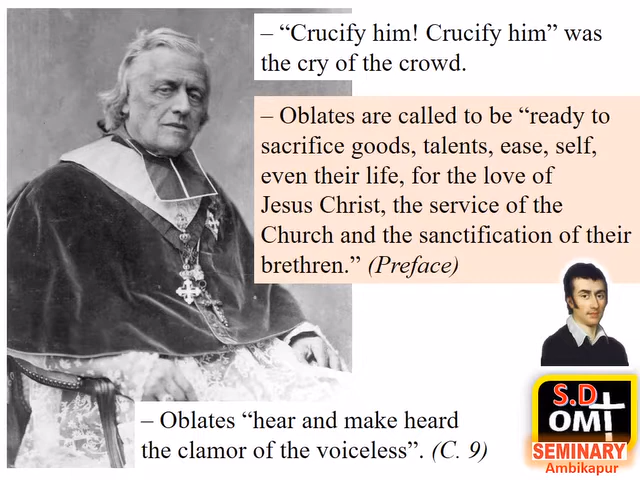 – “Crucify him! Crucify him” was
the cry of the crowd.
– Oblates are called to be “ready to
sacrifice goods, talents, ease, self,
even their life, for the love of
Jesus Christ, the service of the
Church and the sanctification of their
brethren.” (Preface)
– Oblates “hear and make heard
the clamor of the voiceless”. (C. 9)
S.D
OMI
SEMINARY
Ambikapur